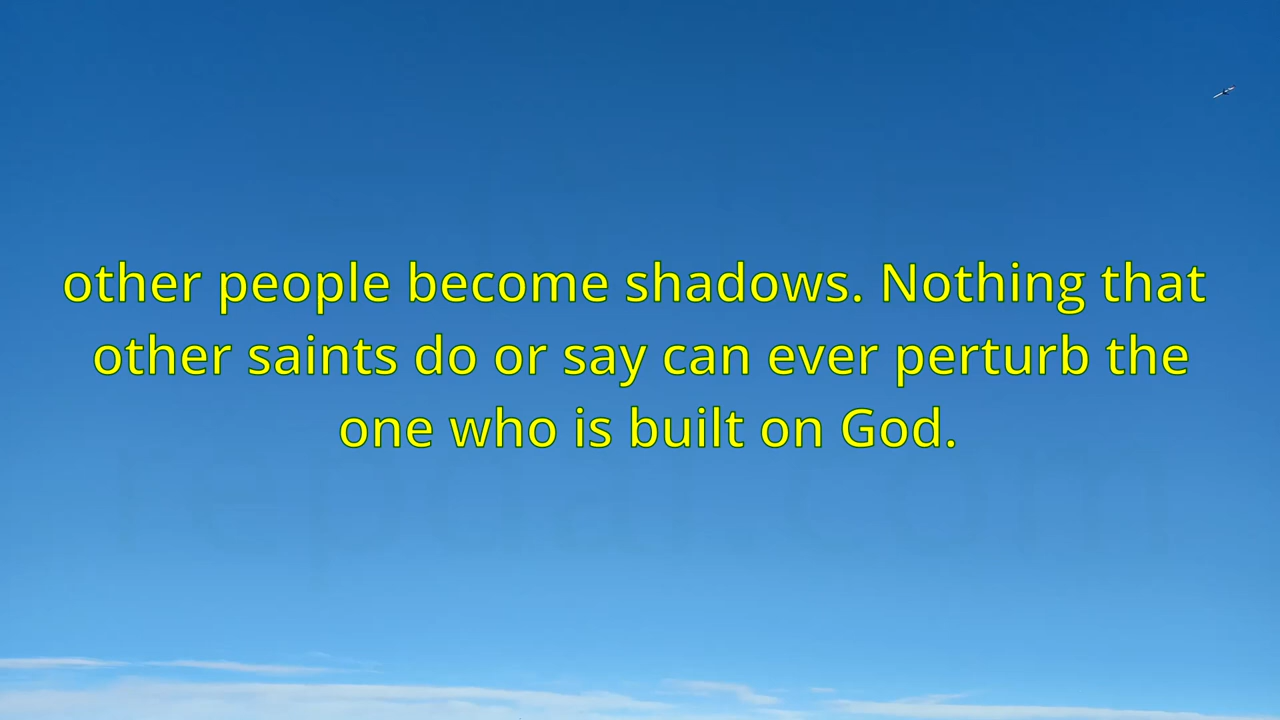 other people become shadows. Nothing that
other saints do or say can ever perturb the
one who is built on God.